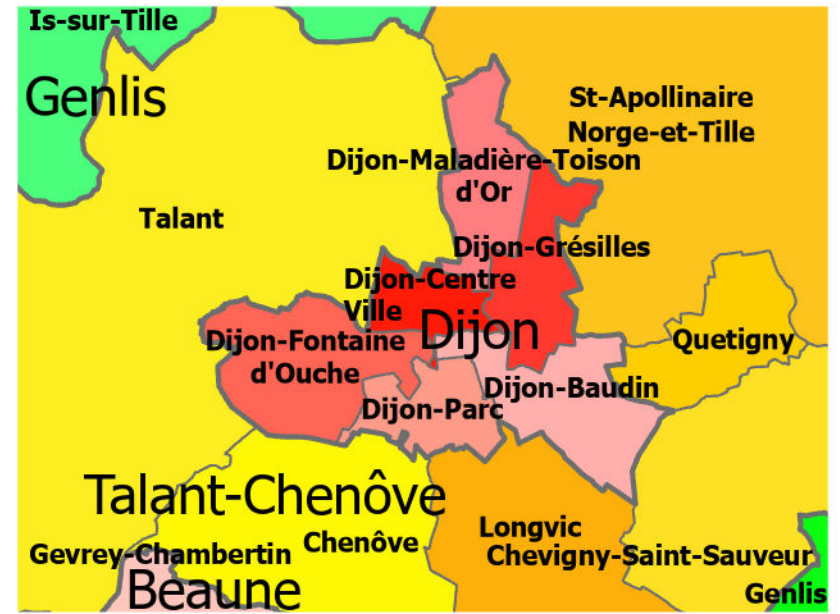 Is-sur-Tille
Genlis
St-Apollinaire
Norge-et-Tille
Dijon-Maladière-Toison
d'Or
Talant
Dijon-Grésilles
Dijon-Centre
Ville
Dijon
Dijon-Fontaine
d'Ouche
Quetigny
Dijon-Baudin
Dijon-Parc
Talant-Chenôve
Longvic
Chenôve
Gevrey-Chambertin
Chevigny-Saint-Sauveur
Beaune
Genlis